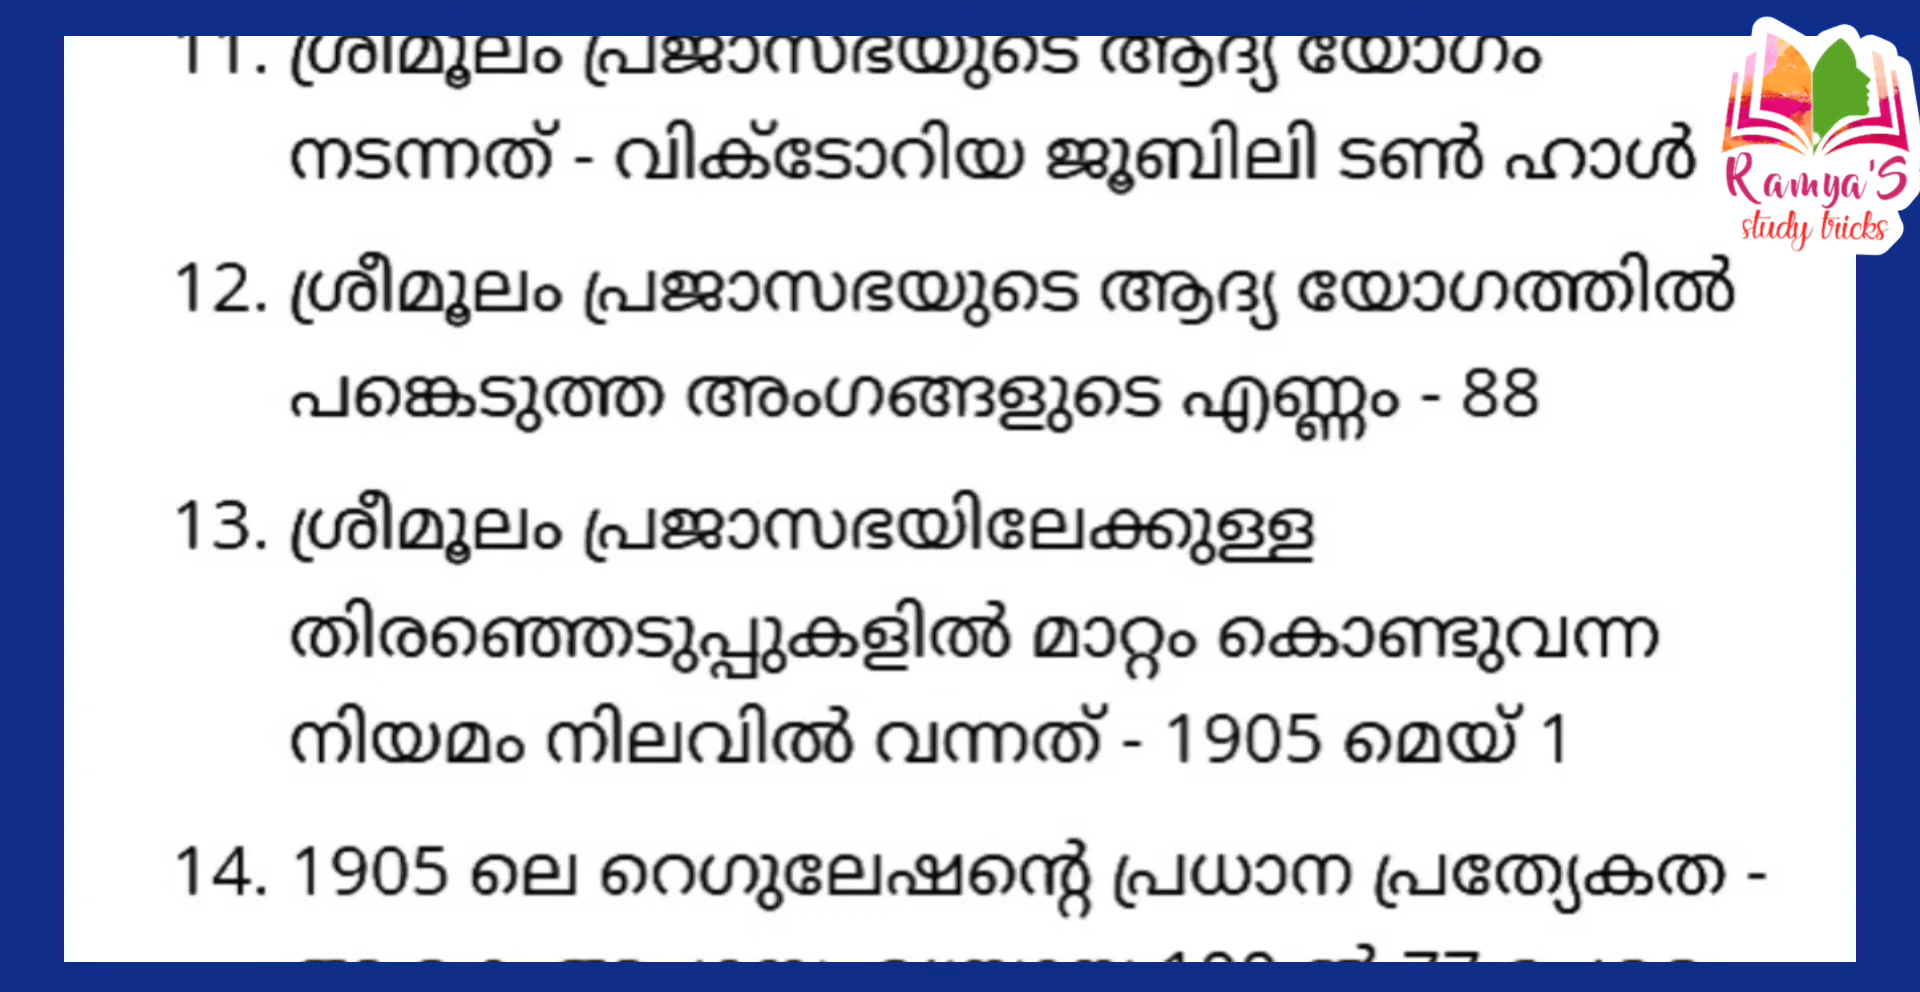 11. ശ്രീമൂലം പ്രജാസഭയുടെ ആദ്യ യോഗം
നടന്നത് - വിക്ടോറിയ ജൂബിലി ടൺ ഹാൾ
Ramya'S
study tricks
12. ശ്രീമൂലം പ്രജാസഭയുടെ ആദ്യ യോഗത്തിൽ
പങ്കെടുത്ത അംഗങ്ങളുടെ എണ്ണം - 88
13. ശ്രീമൂലം പ്രജാസഭയിലേക്കുള്ള
തിരഞ്ഞെടുപ്പുകളിൽ മാറ്റം കൊണ്ടുവന്ന
നിയമം നിലവിൽ വന്നത് - 1905 മെയ് 1
14. 1905 ലെ റെഗുലേഷന്റെ പ്രധാന പ്രത്യേകത -